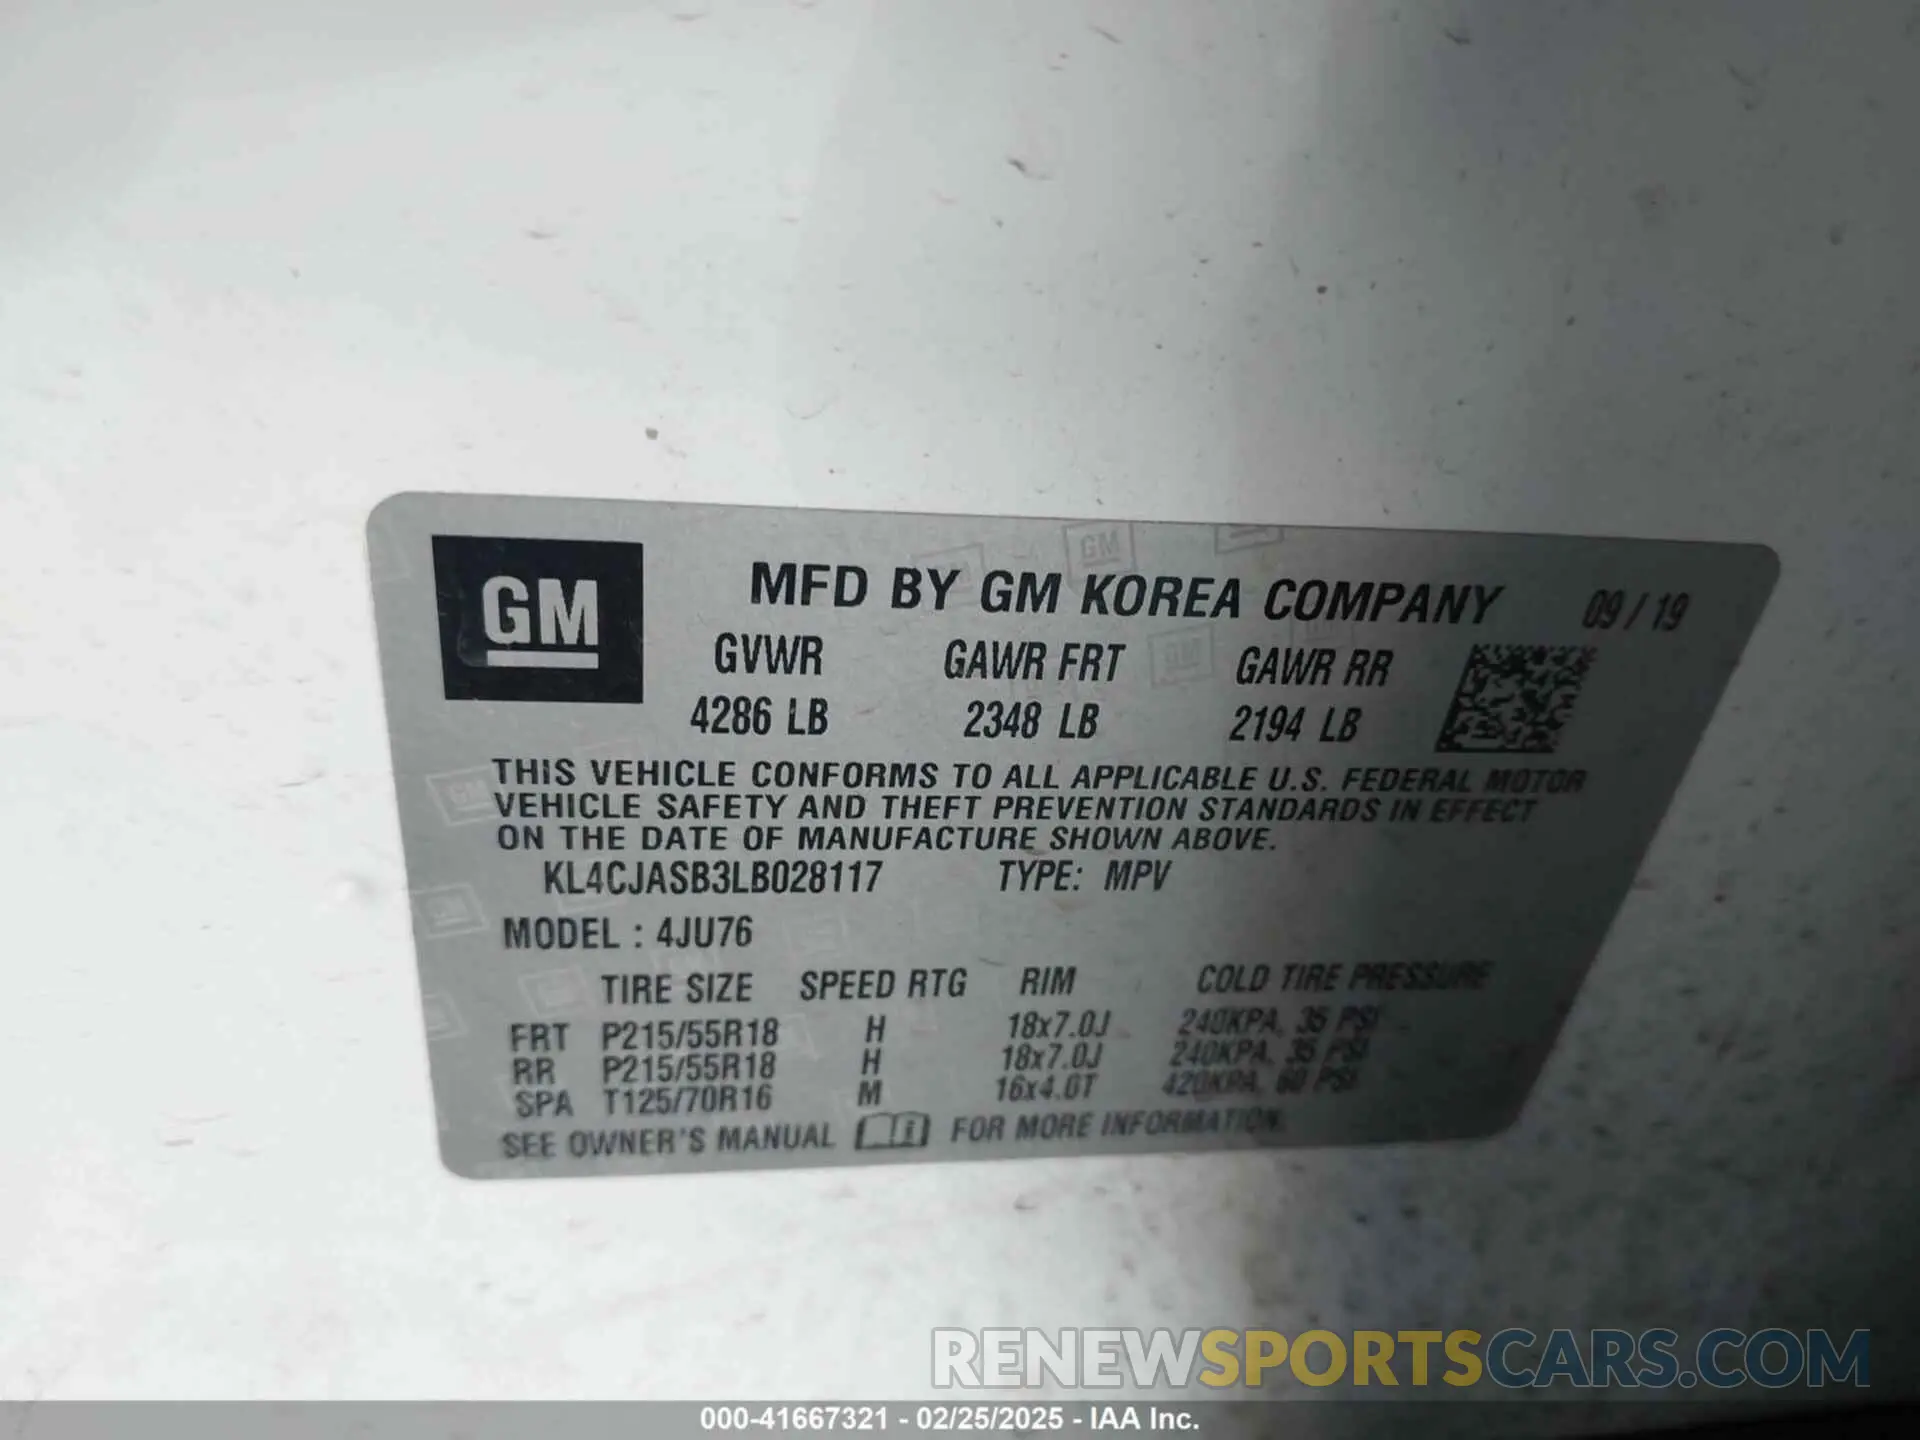 GM
MFD BY GM KOREA COMPANY 09 / 19
GVWR GAWR FRT GAWR RR
4286 LB 2348 LB 2194 LB
THIS VEHICLE CONFORMS TO ALL APPLICABLE U.S. FEDERAL MOTOR
VEHICLE SAFETY AND THEFT PREVENTION STANDARDS IN EFFECT
ON THE DATE OF MANUFACTURE SHOWN ABOVE.
KL4CJASB3LB028117 TYPE: MPV
MODEL : 4JU76
TIRE SIZE SPEED RTG RIM COLD TIRE PRESSURE
FRT P215/55R18 H 18x7.0J 240KPA, 35 PSI
RR P215/55R18 H 18x7.0J 240KPA, 35 PSI
SPA T125/70R16 M 16x4.0T 420KPA, 60 PSI
SEE OWNER'S MANUAL FOR MORE INFORMATION.
RENEWSPORTSCARS.COM
000-41667321 - 02/25/2025 - IAA Inc.